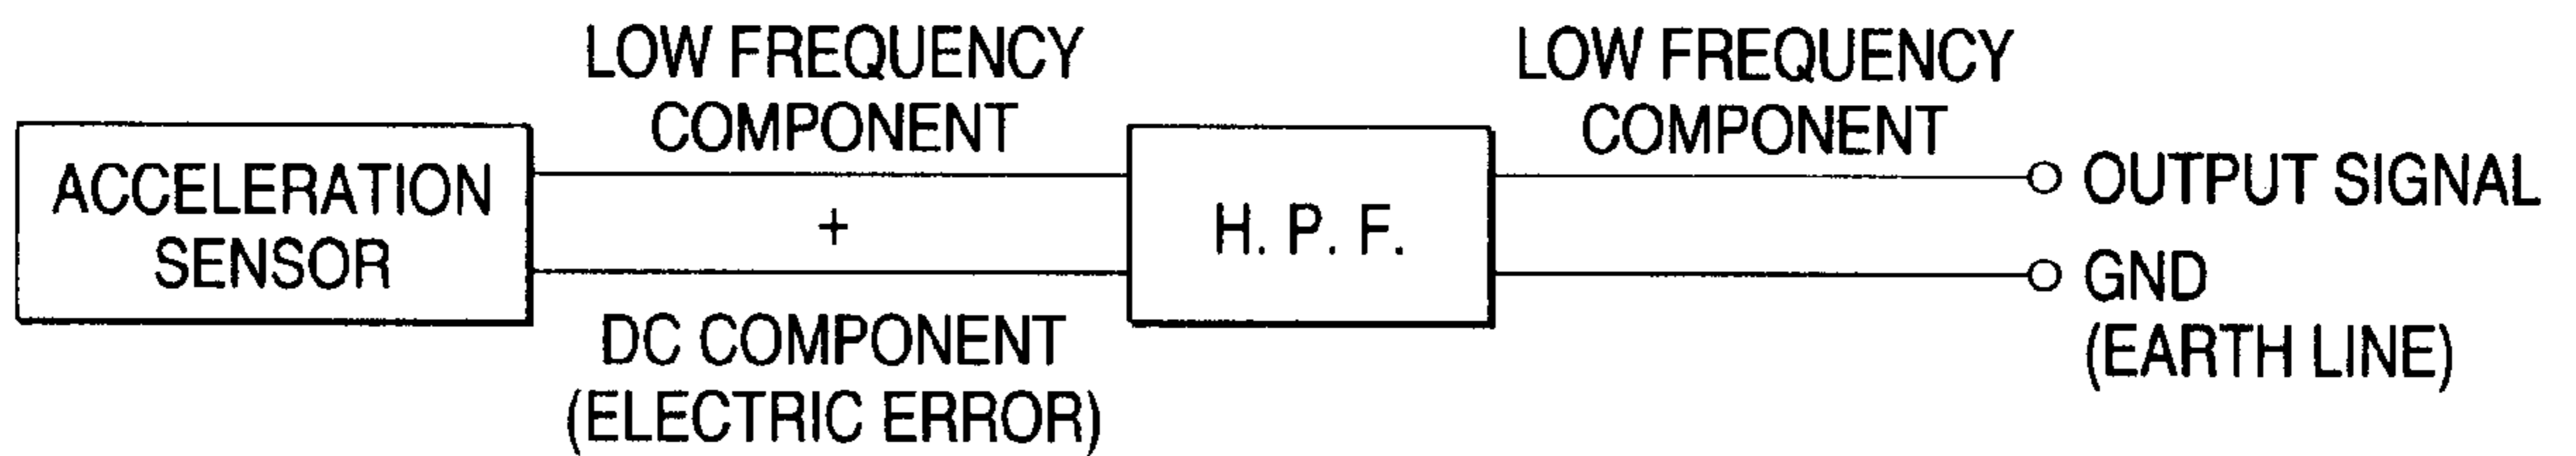 ACCELERATION
SENSOR
LOW FREQUENCY
COMPONENT
+
DC COMPONENT
(ELECTRIC ERROR)
H. P. F.
LOW FREQUENCY
COMPONENT
OUTPUT SIGNAL
GND
(EARTH LINE)